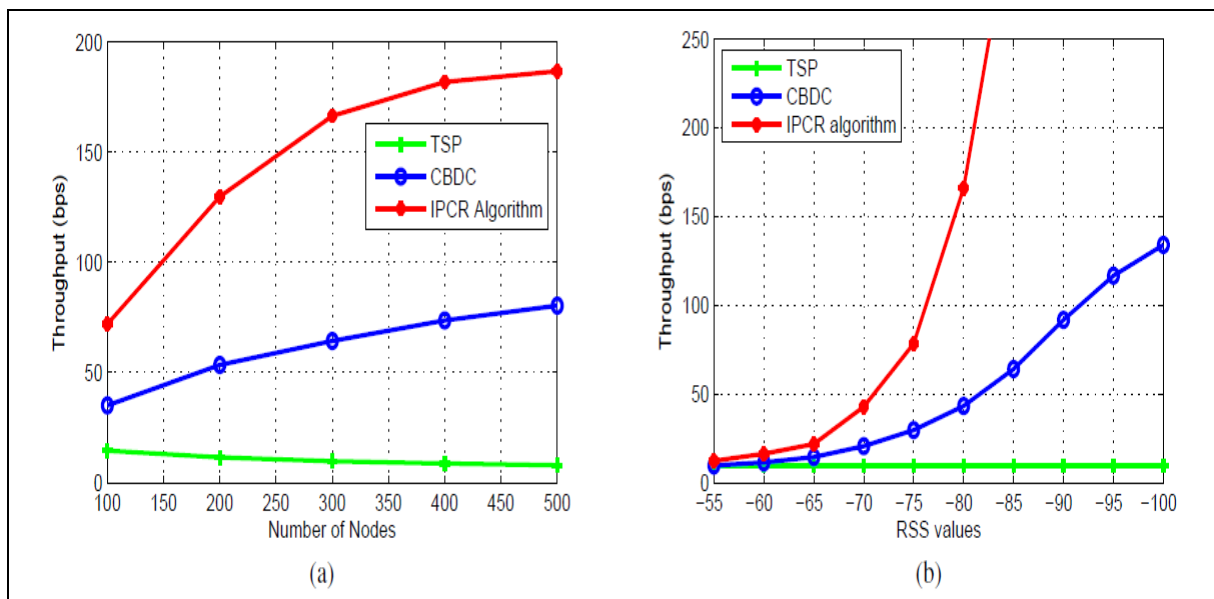 Throughput (bps)
200
150
100
50
0
TSP
CBDC
IPCR Algorithm
100 150 200 250 300 350 400 450 500
Number of Nodes
(a)
Throughput (bps)
250
200
150
100
50
0
TSP
CBDC
IPCR algorithm
−55 −60 −65 −70 −75 −80 −85 −90 −95 −100
RSS values
(b)